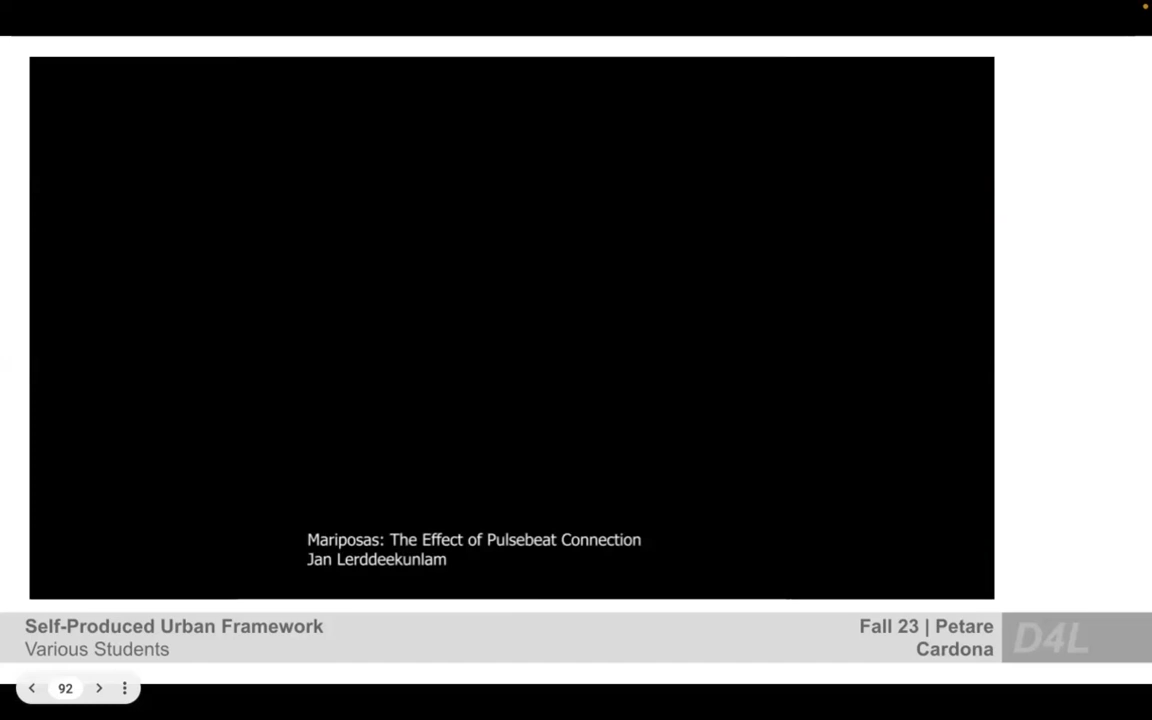 Mariposas: The Effect of Pulsebeat Connection
Jan Lerddeekunlam
Self-Produced Urban Framework
Various Students
Fall 23 | Petare
Cardona
D4L
92